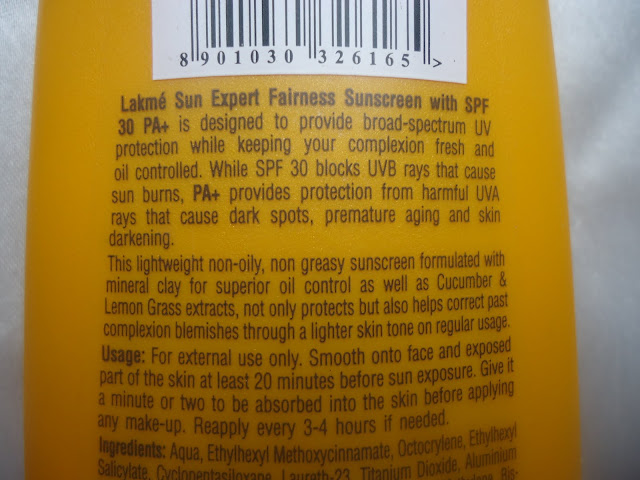 8 901030 326165 >
Lakmé Sun Expert Fairness Sunscreen with SPF
30 PA+ is designed to provide broad-spectrum UV
protection while keeping your complexion fresh and
oil controlled. While SPF 30 blocks UVB rays that cause
sun burns, PA+ provides protection from harmful UVA
rays that cause dark spots, premature aging and skin
darkening.
This lightweight non-oily, non greasy sunscreen formulated with
mineral clay for superior oil control as well as Cucumber &
Lemon Grass extracts, not only protects but also helps correct past
complexion blemishes through a lighter skin tone on regular usage.
Usage: For external use only. Smooth onto face and exposed
part of the skin at least 20 minutes before sun exposure. Give it
a minute or two to be absorbed into the skin before applying
any make-up. Reapply every 3-4 hours if needed.
Ingredients: Aqua, Ethylhexyl Methoxycinnamate, Octocrylene, Ethylhexyl
Salicylate, Cyclopentasiloxane, Laureth-23, Titanium Dioxide, Aluminium
Bis-